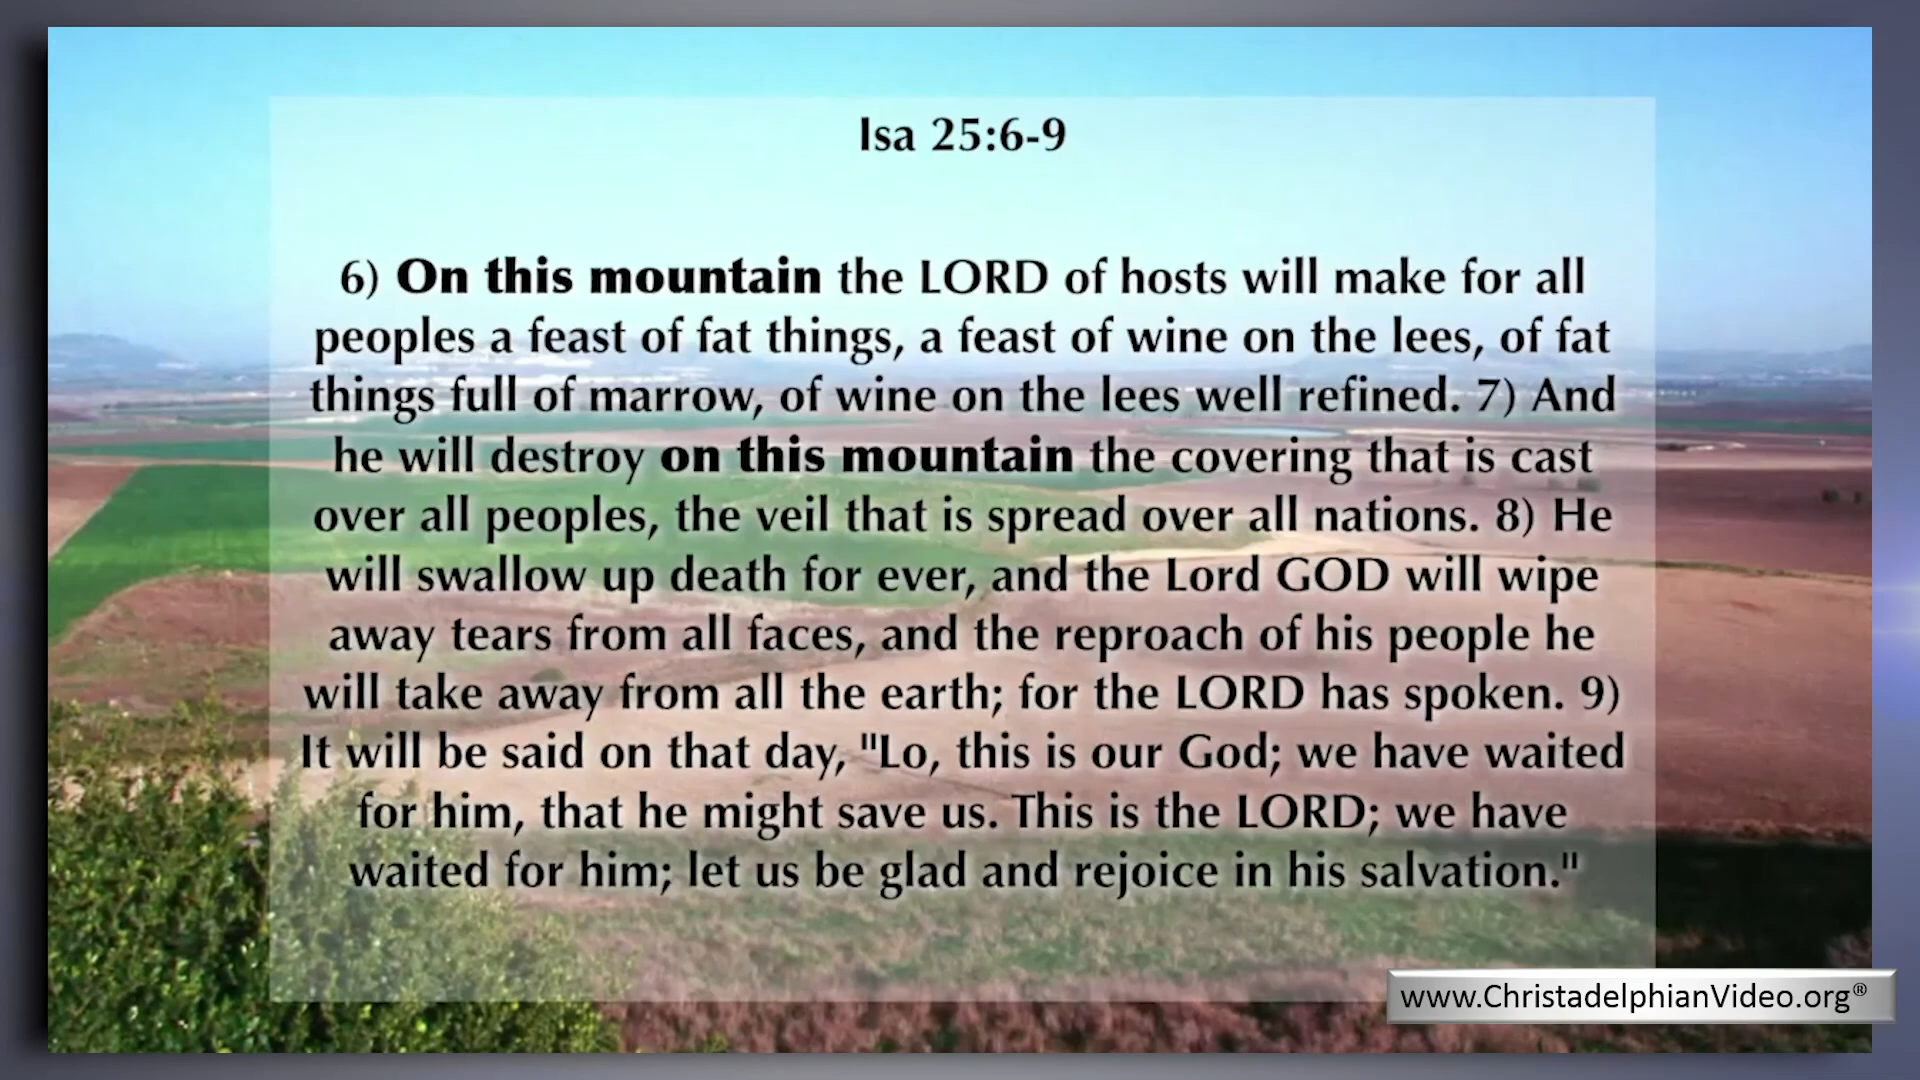 Isa 25:6-9
6) On this mountain the LORD of hosts will make for all
peoples a feast of fat things, a feast of wine on the lees, of fat
things full of marrow, of wine on the lees well refined. 7) And
he will destroy on this mountain the covering that is cast
over all peoples, the veil that is spread over all nations. 8) He
will swallow up death for ever, and the Lord GOD will wipe
away tears from all faces, and the reproach of his people he
will take away from all the earth; for the LORD has spoken. 9)
It will be said on that day, "Lo, this is our God; we have waited
for him, that he might save us. This is the LORD; we have
waited for him; let us be glad and rejoice in his salvation."
www.ChristadelphianVideo.org®